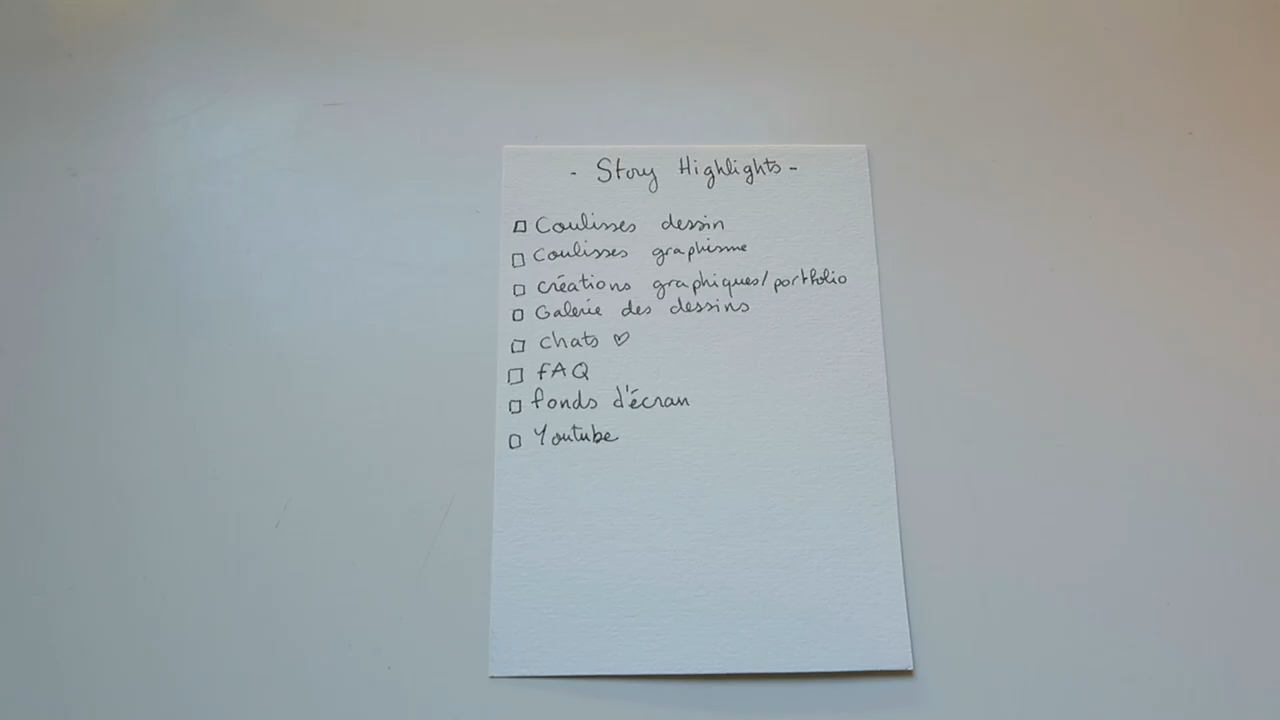 - Story Highlights -
Coulisses dessin
Coulisses graphisme
créations graphiques/portfolio
Galerie des dessins
chats ♡
FAQ
fonds d'écran
Youtube